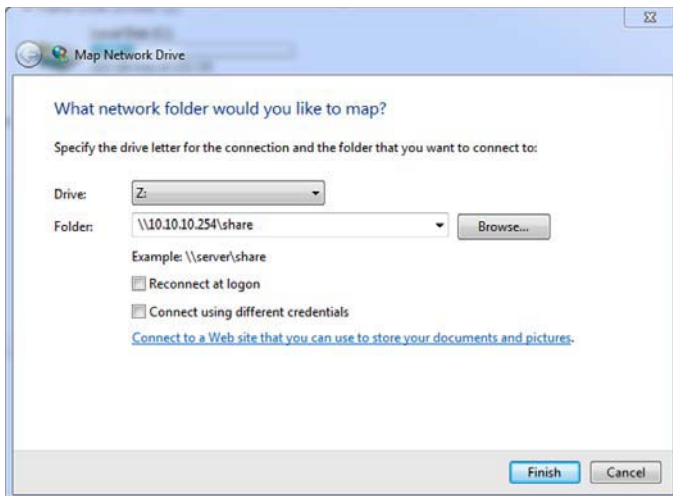 Map Network Drive
What network folder would you like to map?
Specify the drive letter for the connection and the folder that you want to connect to:
Drive: Z:
Folder: \\10.10.10.254\share Browse...
Example: \\server\share
Reconnect at logon
Connect using different credentials
Connect to a Web site that you can use to store your documents and pictures.
Finish Cancel